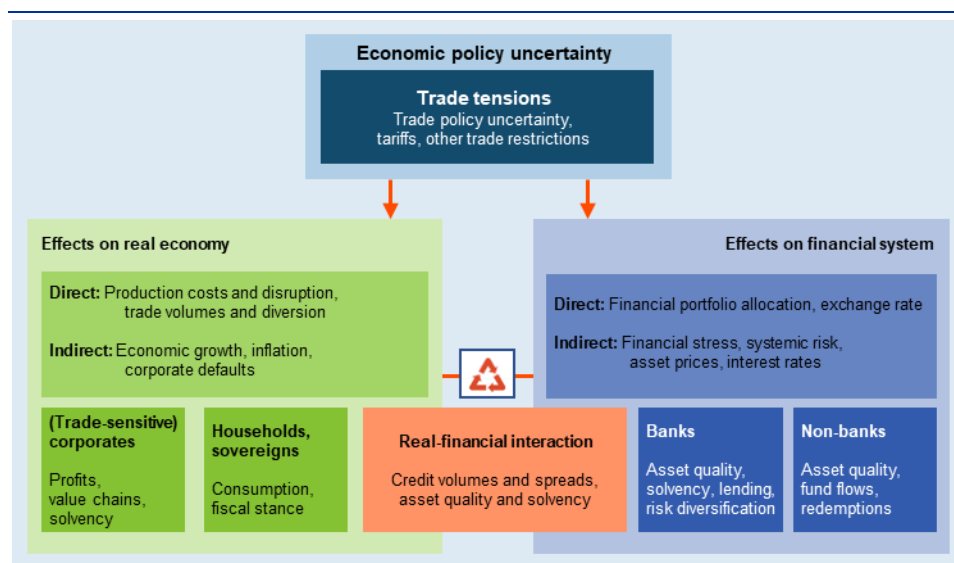 Economic policy uncertainty
Trade tensions
Trade policy uncertainty,
tariffs, other trade restrictions
Effects on real economy
Direct: Production costs and disruption,
trade volumes and diversion
Indirect: Economic growth, inflation,
corporate defaults
(Trade-sensitive)
corporates
Profits,
value chains,
solvency
Households,
sovereigns
Consumption,
fiscal stance
Real-financial interaction
Credit volumes and spreads,
asset quality and solvency
Effects on financial system
Direct: Financial portfolio allocation, exchange rate
Indirect: Financial stress, systemic risk,
asset prices, interest rates
Banks
Asset quality,
solvency, lending,
risk diversification
Non-banks
Asset quality,
fund flows,
redemptions